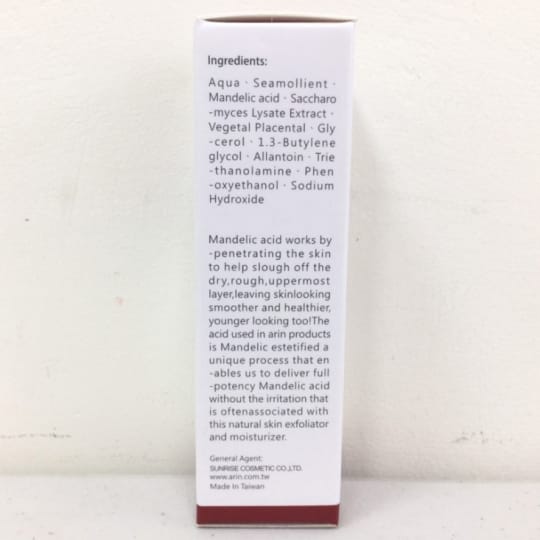 Ingredients:
Aqua · Seamollient ·
Mandelic acid · Saccharo
-myces Lysate Extract ·
Vegetal Placental · Gly
-cerol · 1.3-Butylene
glycol · Allantoin · Trie
-thanolamine · Phen
-oxyethanol · Sodium
Hydroxide
Mandelic acid works by
-penetrating the skin
to help slough off the
dry,rough,uppermost
layer,leaving skinlooking
smoother and healthier,
younger looking too!The
acid used in arin products
is Mandelic estetified a
unique process that en
-ables us to deliver full
-potency Mandelic acid
without the irritation that
is oftenassociated with
this natural skin exfoliator
and moisturizer.
General Agent:
SUNRISE COSMETIC CO.,LTD.
www.arin.com.tw
Made In Taiwan